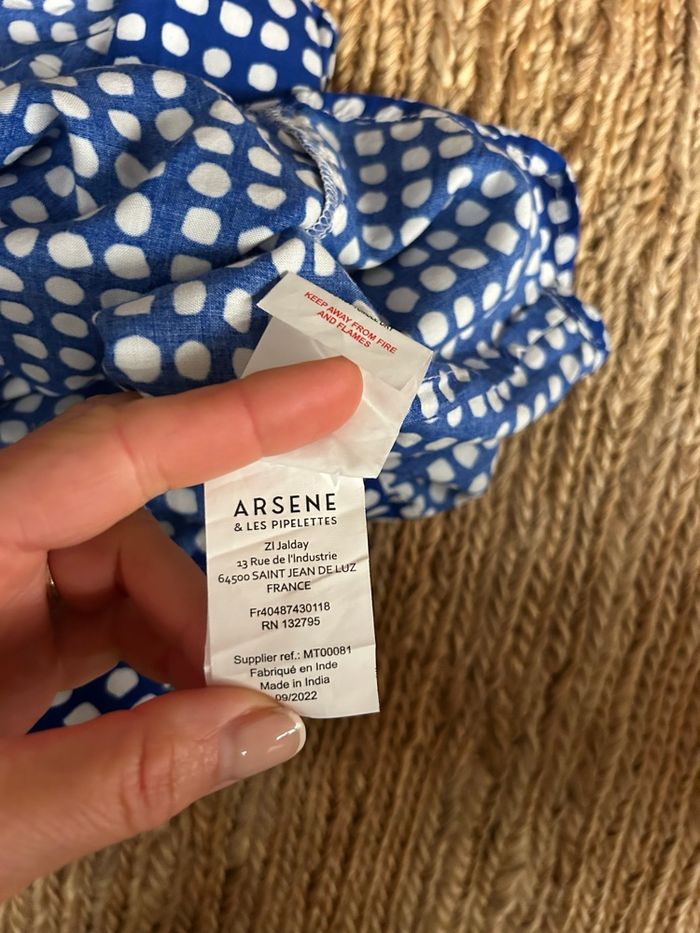 KEEP AWAY FROM FIRE
AND FLAMES
ARSENE
& LES PIPELETTES
ZI Jalday
13 Rue de l'Industrie
64500 SAINT JEAN DE LUZ
FRANCE
Fr40487430118
RN 132795
Supplier ref.: MT00081
Fabriqué en Inde
Made in India
09/2022